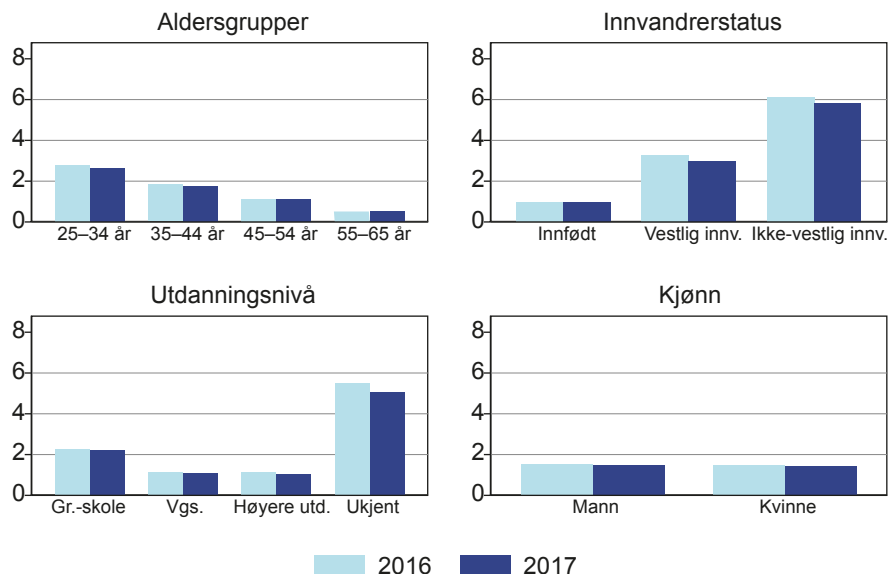 Aldersgrupper
8
6
4
2
0
25–34 år 35–44 år 45–54 år 55–65 år
Innvandrerstatus
8
6
4
2
0
Innfødt Vestlig innv. Ikke-vestlig innv.
Utdanningsnivå
8
6
4
2
0
Gr.-skole Vgs. Høyere utd. Ukjent
Kjønn
8
6
4
2
0
Mann Kvinne
2016 2017